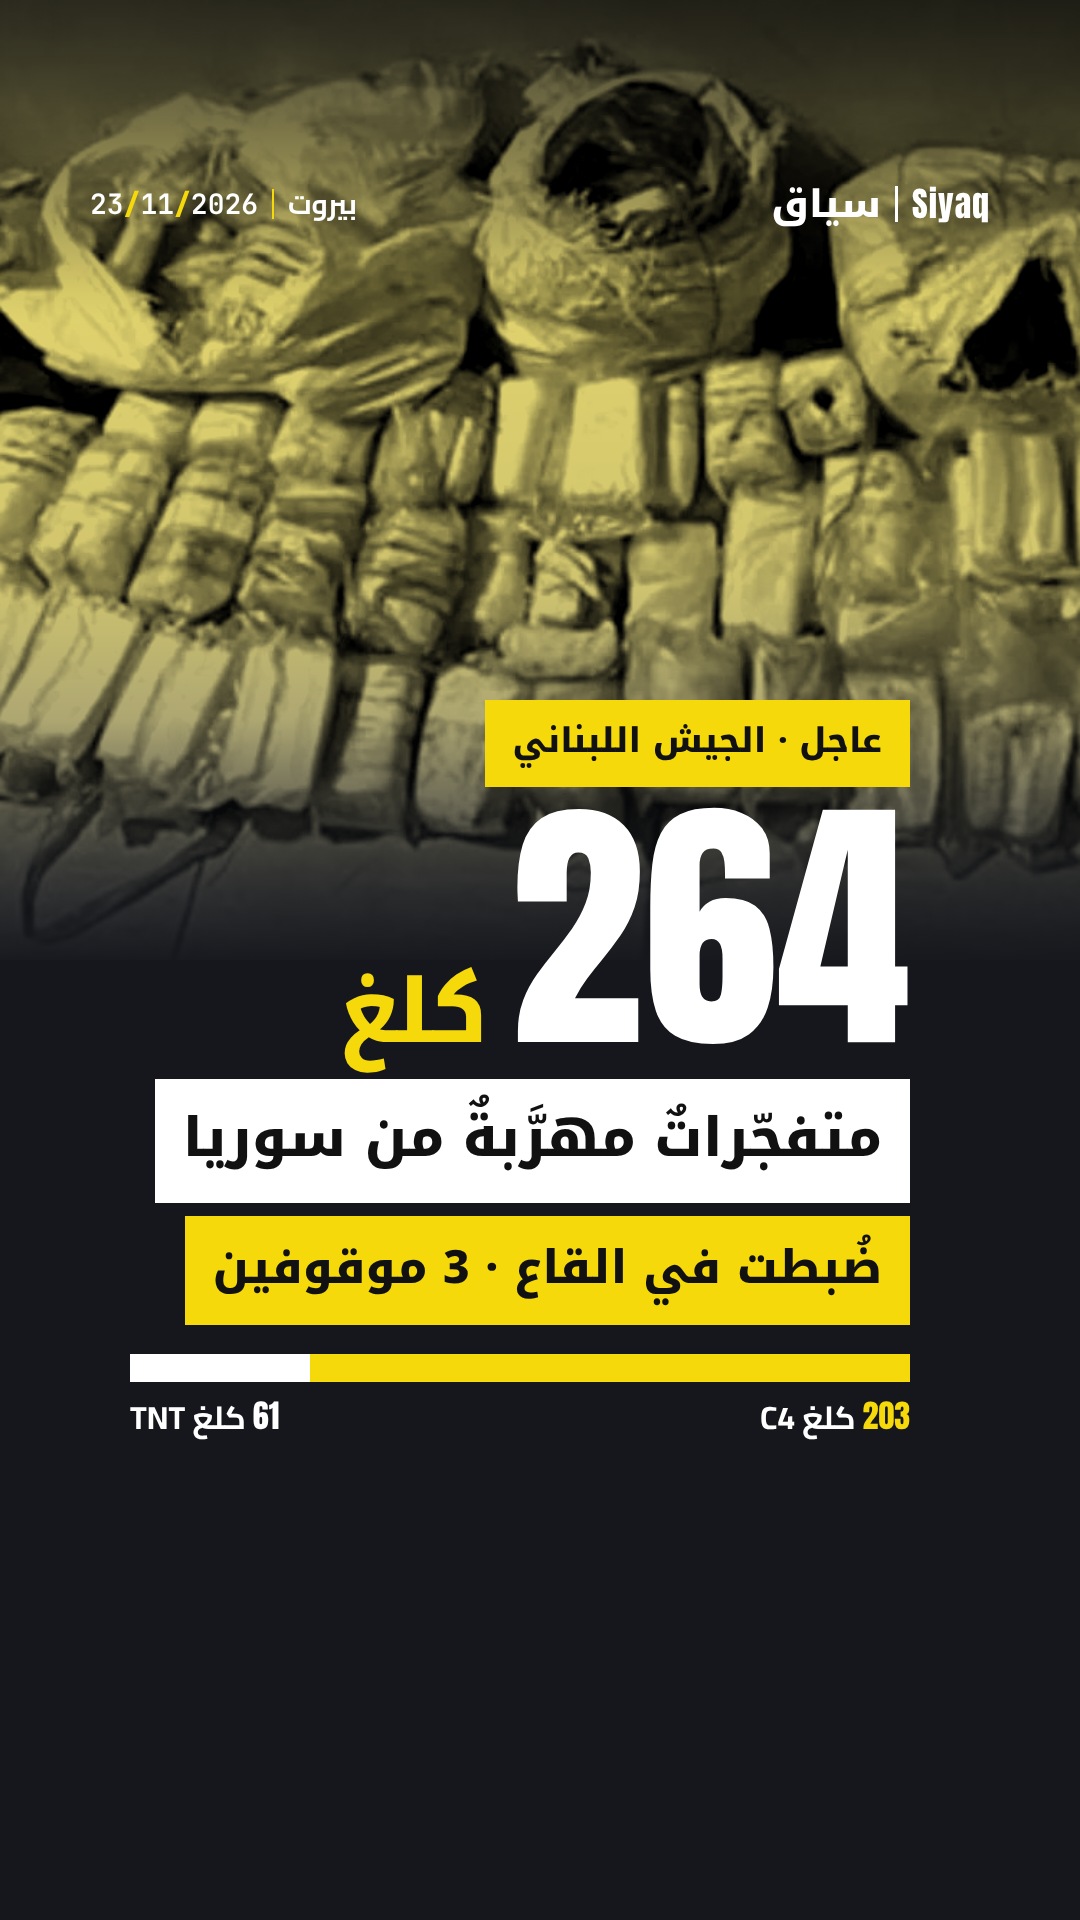 سياق | Siyaq
بيروت | 23/11/2026
عاجل · الجيش اللبناني
264 كلغ
متفجّراتٌ مهرَّبةٌ من سوريا
ضُبطت في القاع · 3 موقوفين
203 كلغ C4
61 كلغ TNT